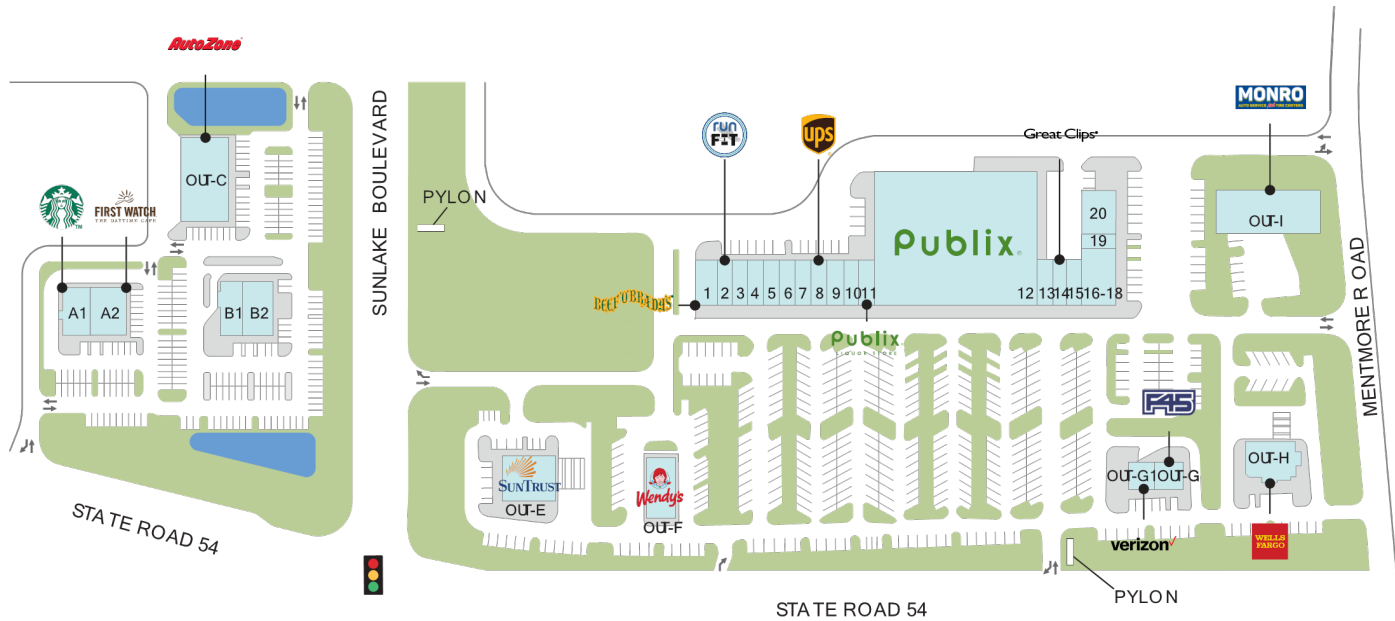 AutoZone
MONRO
AUTO SERVICE and TIRE CENTERS
run
FIT
ups
Great Clips
OUT-C
SUNLAKE BOULEVARD
PYLON
FIRST WATCH
THE DAYTIME CAFE
TM
20
19
OUT-I
Publix
MENTMORE ROAD
A1 A2
B1 B2
BEEF'O'BRADY'S
1 2 3 4 5 6 7 8 9 10 11 12 13 14 15 16-18
Publix
LIQUOR STORE
F45
SUNTRUST
OUT-E
Wendy's
OUT-F
OUT-G1 OUT-G
OUT-H
STATE ROAD 54
verizon
WELLS
FARGO
PYLON
STATE ROAD 54